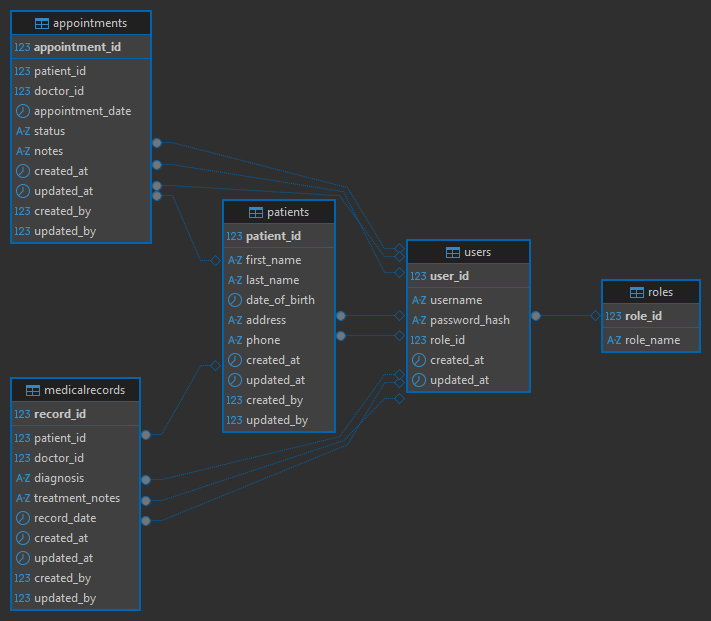 appointments
123 appointment_id
123 patient_id
123 doctor_id
appointment_date
A-Z status
A-Z notes
created_at
updated_at
123 created_by
123 updated_by
patients
123 patient_id
A-Z first_name
A-Z last_name
date_of_birth
A-Z address
A-Z phone
created_at
updated_at
123 created_by
123 updated_by
users
123 user_id
A-Z username
A-Z password_hash
123 role_id
created_at
updated_at
roles
123 role_id
A-Z role_name
medicalrecords
123 record_id
123 patient_id
123 doctor_id
A-Z diagnosis
A-Z treatment_notes
record_date
created_at
updated_at
123 created_by
123 updated_by